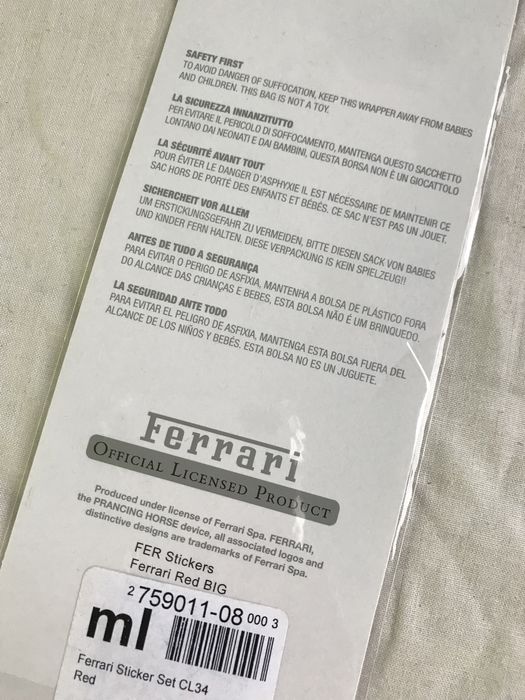 SAFETY FIRST
TO AVOID DANGER OF SUFFOCATION, KEEP THIS WRAPPER AWAY FROM BABIES
AND CHILDREN. THIS BAG IS NOT A TOY.
LA SICUREZZA INNANZITUTTO
PER EVITARE IL PERICOLO DI SOFFOCAMENTO, MANTENGA QUESTO SACCHETTO
LONTANO DAI NEONATI E DAI BAMBINI, QUESTA BORSA NON È UN GIOCATTOLO
LA SÉCURITÉ AVANT TOUT
POUR ÉVITER LE DANGER D'ASPHYXIE IL EST NÉCESSAIRE DE MAINTENIR CE
SAC HORS DE PORTÉ DES ENFANTS ET BÉBÉS. CE SAC N'EST PAS UN JOUET.
SICHERCHEIT VOR ALLEM
UM ERSTICKUNGSGEFAHR ZU VERMEIDEN, BITTE DIESEN SACK VON BABIES
UND KINDER FERN HALTEN. DIESE VERPACKUNG IS KEIN SPIELZEUG!!
ANTES DE TUDO A SEGURANÇA
PARA EVITAR O PERIGO DE ASFIXIA, MANTENHA A BOLSA DE PLÁSTICO FORA
DO ALCANCE DAS CRIANÇAS E BEBES, ESTA BOLSA NÃO É UM BRINQUEDO
LA SEGURIDAD ANTE TODO
PARA EVITAR EL PELIGRO DE ASFIXIA, MANTENGA ESTA BOLSA FUERA DEL
ALCANCE DE LOS NIÑOS Y BEBÉS. ESTA BOLSA NO ES UN JUGUETE.
Ferrari
OFFICIAL LICENSED PRODUCT
Produced under license of Ferrari Spa. FERRARI,
the PRANCING HORSE device, all associated logos and
distinctive designs are trademarks of Ferrari Spa.
FER Stickers
Ferrari Red BIG
2 759011-08 000 3
ml
Ferrari Sticker Set CL34
Red